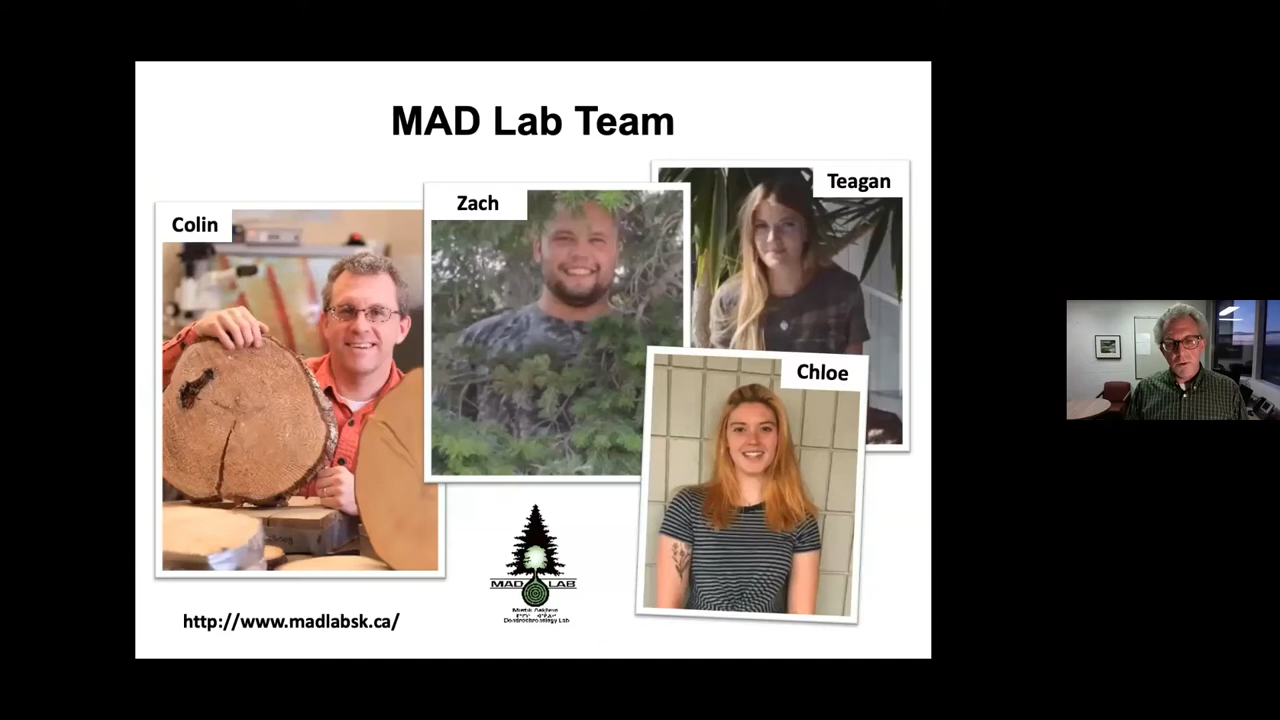 MAD Lab Team
Colin
Zach
Teagan
Chloe
MAD LAB
Dendrochronology Lab
http://www.madlabsk.ca/